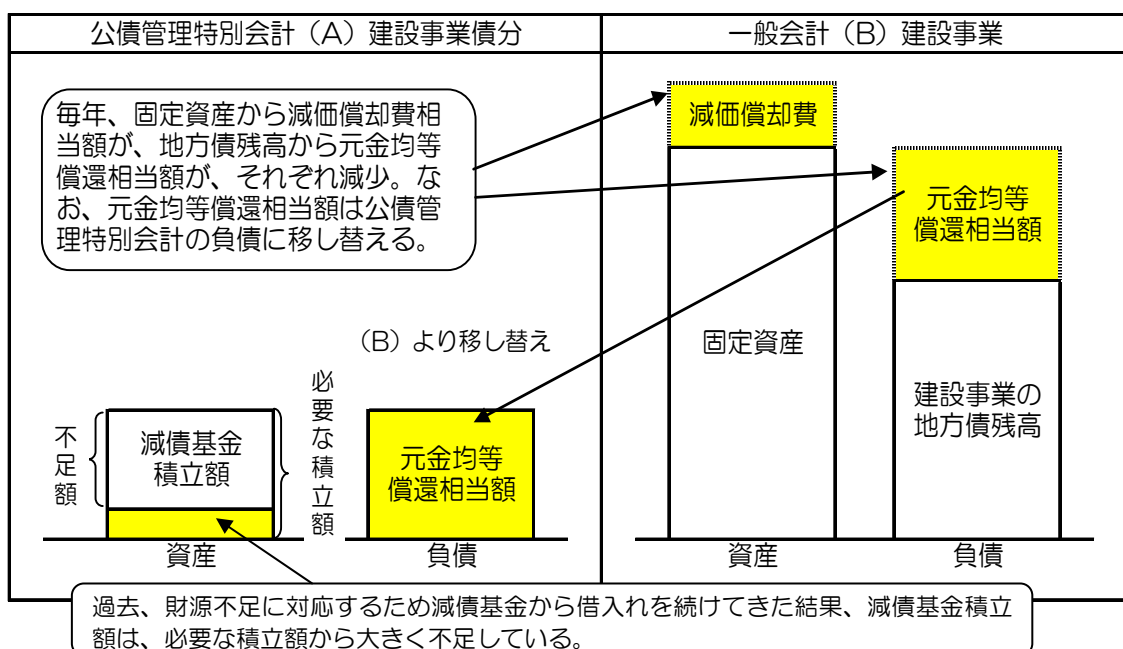 公債管理特別会計（A）建設事業債分
一般会計（B）建設事業
毎年、固定資産から減価償却費相
当額が、地方債残高から元金均等
償還相当額が、それぞれ減少。な
お、元金均等償還相当額は公債管
理特別会計の負債に移し替える。
減価償却費
元金均等
償還相当額
固定資産
建設事業の
地方債残高
（B）より移し替え
不足額
減債基金
積立額
必要な積立額
元金均等
償還相当額
資産
負債
資産
負債
過去、財源不足に対応するため減債基金から借入れを続けてきた結果、減債基金積立
額は、必要な積立額から大きく不足している。